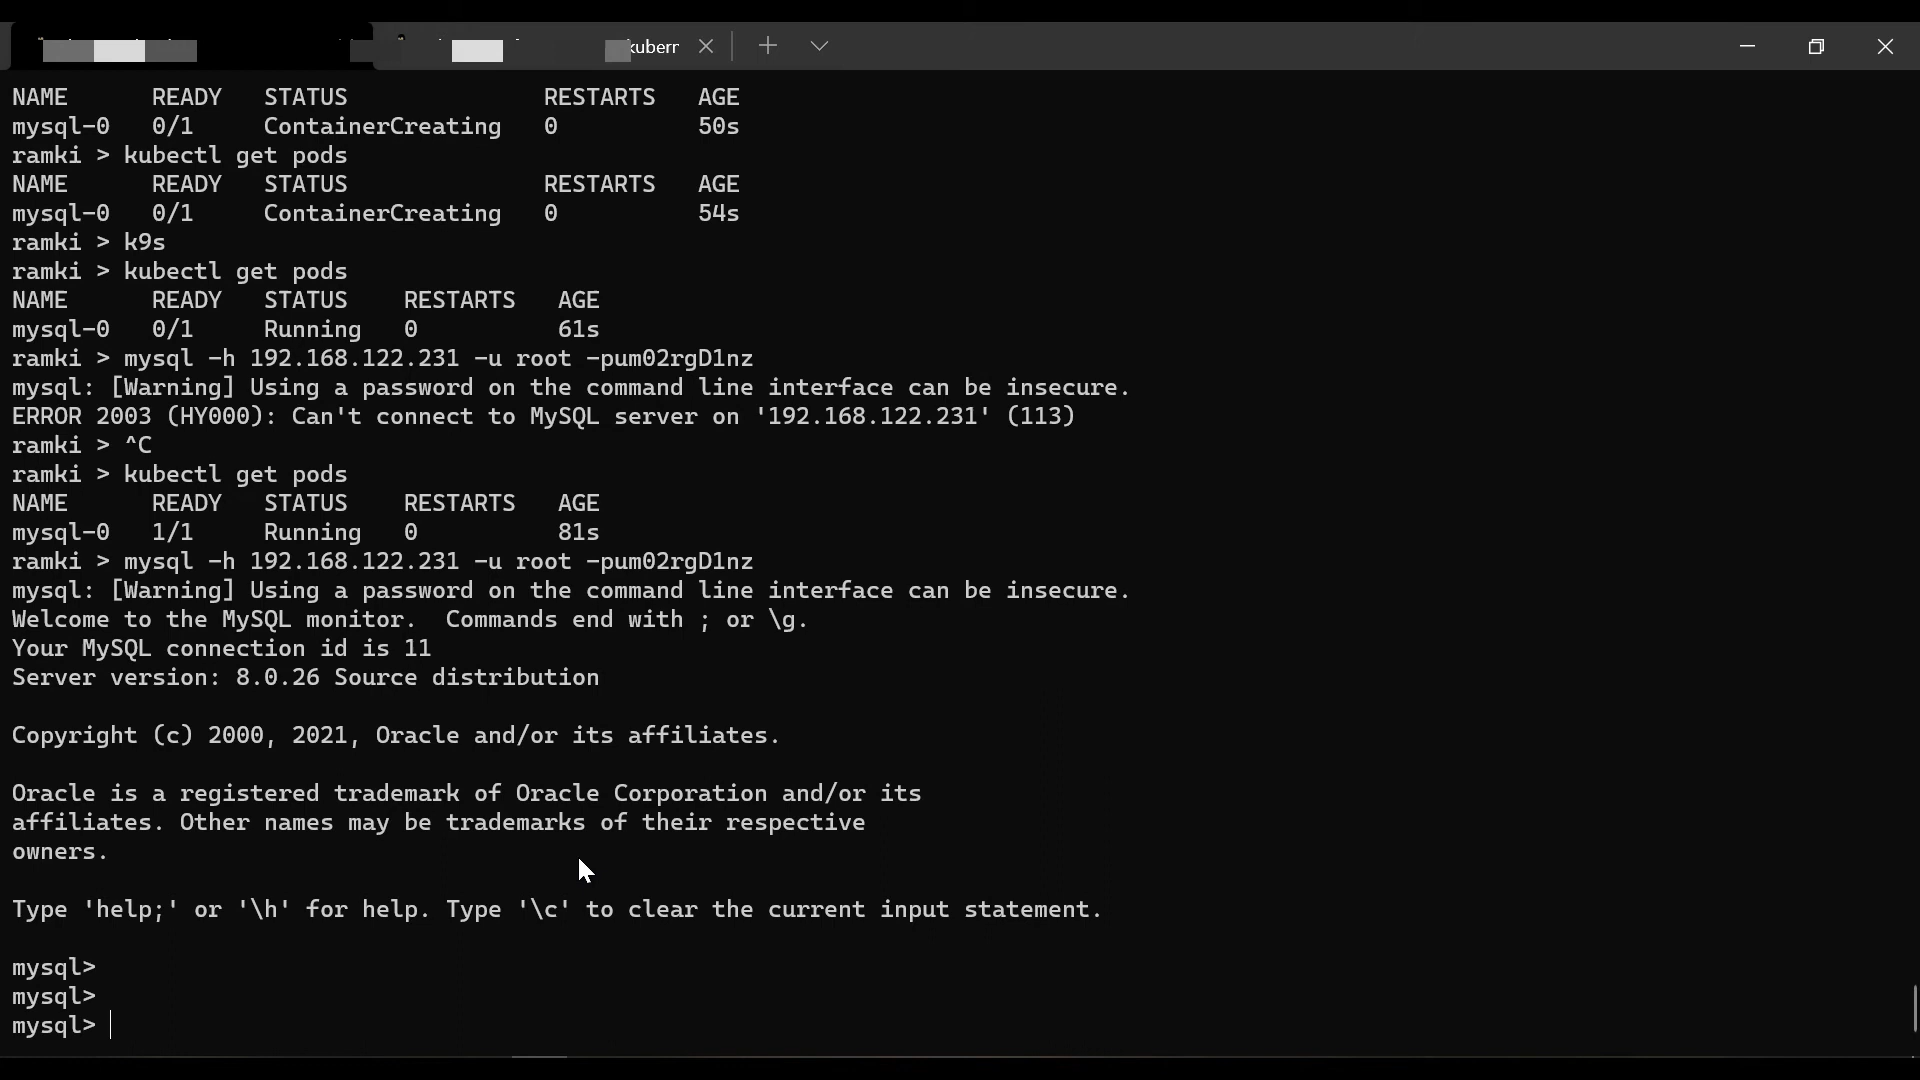 kubern
NAME      READY   STATUS              RESTARTS   AGE
mysql-0   0/1     ContainerCreating   0          50s
ramki > kubectl get pods
NAME      READY   STATUS              RESTARTS   AGE
mysql-0   0/1     ContainerCreating   0          54s
ramki > k9s
ramki > kubectl get pods
NAME      READY   STATUS    RESTARTS   AGE
mysql-0   0/1     Running   0          61s
ramki > mysql -h 192.168.122.231 -u root -pum02rgD1nz
mysql: [Warning] Using a password on the command line interface can be insecure.
ERROR 2003 (HY000): Can't connect to MySQL server on '192.168.122.231' (113)
ramki > ^C
ramki > kubectl get pods
NAME      READY   STATUS    RESTARTS   AGE
mysql-0   1/1     Running   0          81s
ramki > mysql -h 192.168.122.231 -u root -pum02rgD1nz
mysql: [Warning] Using a password on the command line interface can be insecure.
Welcome to the MySQL monitor.  Commands end with ; or \g.
Your MySQL connection id is 11
Server version: 8.0.26 Source distribution
Copyright (c) 2000, 2021, Oracle and/or its affiliates.
Oracle is a registered trademark of Oracle Corporation and/or its
affiliates. Other names may be trademarks of their respective
owners.
Type 'help;' or '\h' for help. Type '\c' to clear the current input statement.
mysql>
mysql>
mysql>